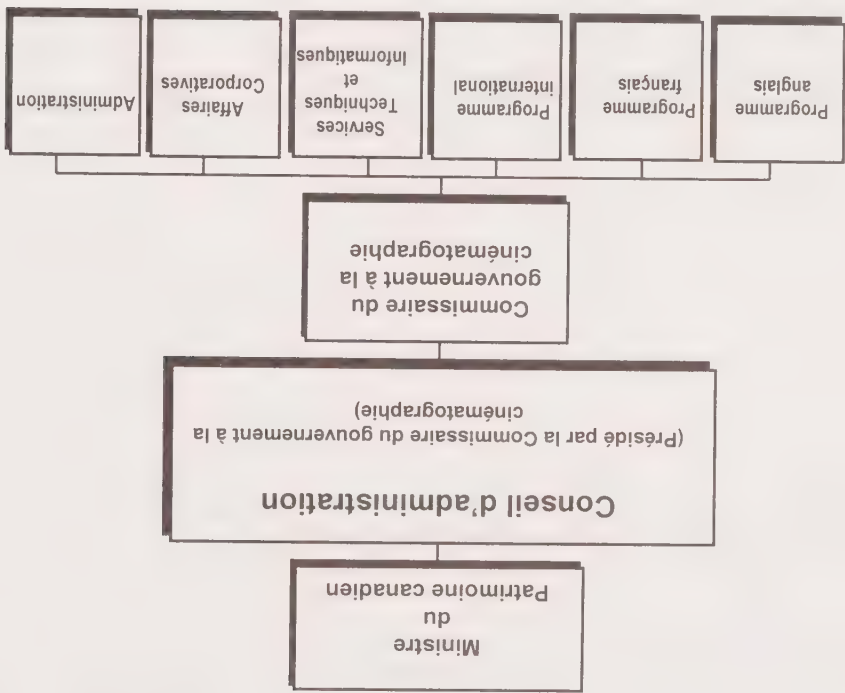 Ministre
du
Patrimoine canadien
Conseil d'administration
(Présidé par la Commissaire du gouvernement à la
cinématographie)
Commissaire du
gouvernement à la
cinématographie
Programme
anglais
Programme
français
Programme
international
Services
Techniques
et
Informatiques
Affaires
Corporatives
Administration